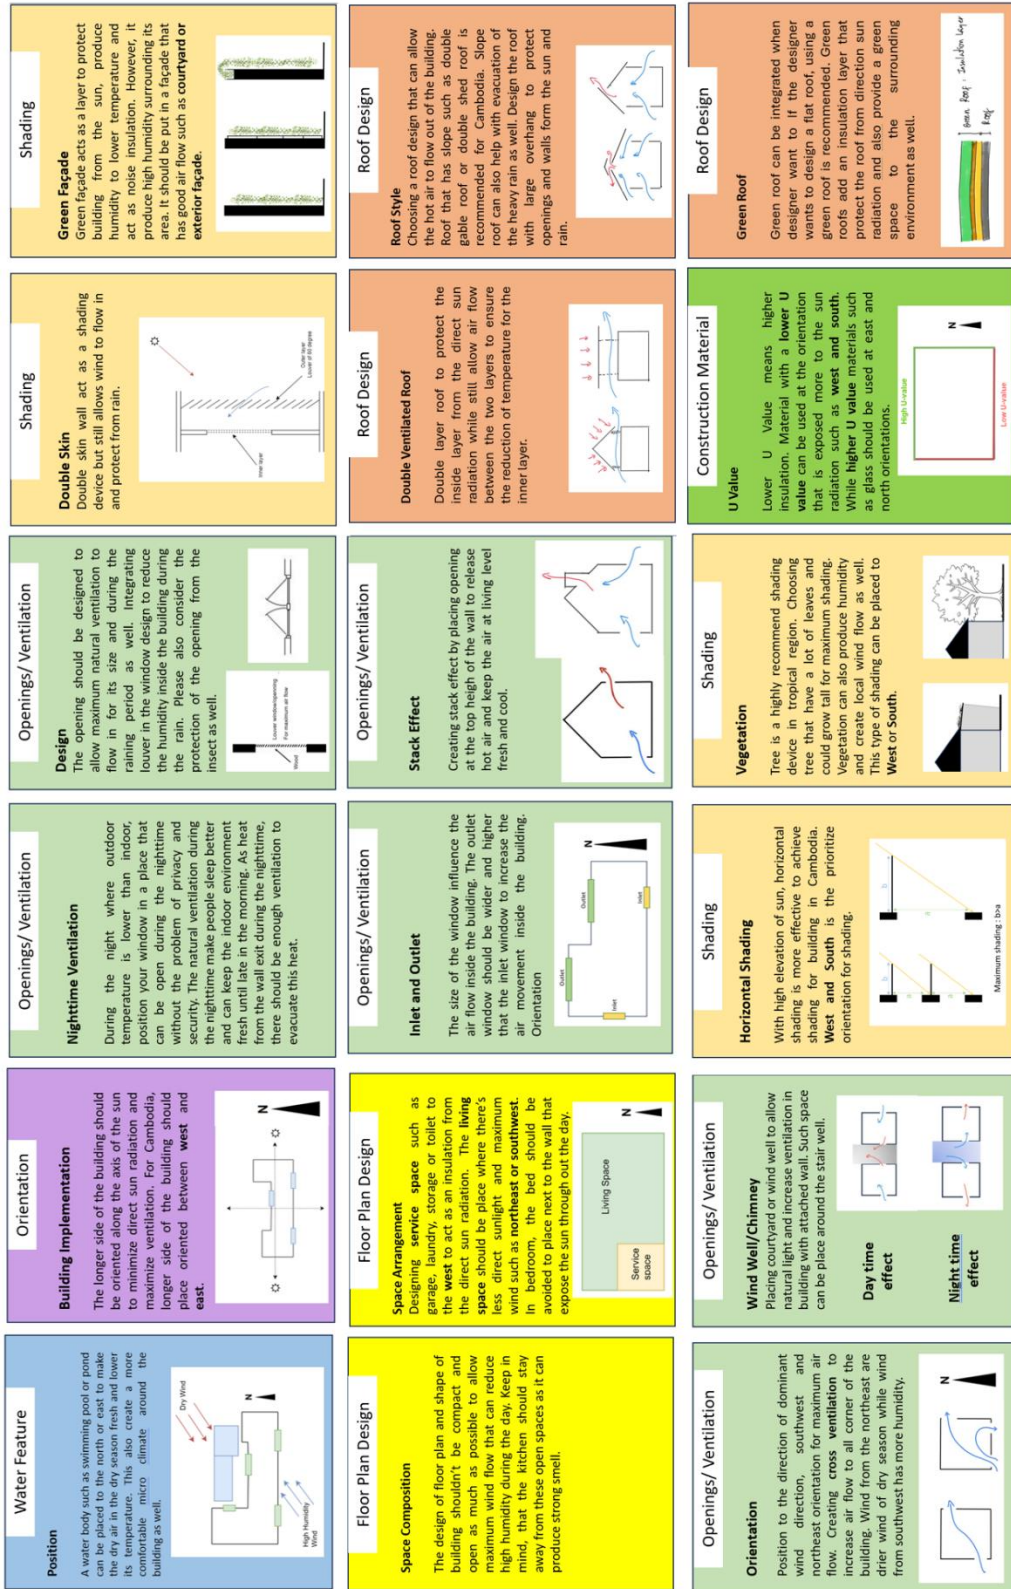 Water Feature
Position
A water body such as swimming pool or pond
can be placed to the north or east to make
the dry air in the dry season fresh and lower
its temperature. This also create a more
comfortable micro climate around the
building as well.
Dry Wind
N
High Humidity
Wind
Orientation
Building Implementation
The longer side of the building should
be oriented along the axis of the sun
to minimize direct sun radiation and
maximize ventilation. For Cambodia,
longer side of the building should
place oriented between west and
east.
N
Openings/ Ventilation
Nighttime Ventilation
During the night where outdoor
temperature is lower than indoor,
position your window in a place that
can be open during the nighttime
without the problem of privacy and
security. The natural ventilation during
the nighttime make people sleep better
and can keep the indoor environment
fresh until late in the morning. As heat
from the wall exit during the nighttime,
there should be enough ventilation to
evacuate this heat.
Openings/ Ventilation
Design
The opening should be designed to
allow maximum natural ventilation to
flow in for its size and during the
raining period as well. Integrating
louver in the window design to reduce
the humidity inside the building during
the rain. Please also consider the
protection of the opening from the
insect as well.
Louver window/opening
For maximum air flow
Wood
Shading
Double Skin
Double skin wall act as a shading
device but still allows wind to flow in
and protect from rain.
Outer layer
Louver of 60 degree
Inner layer
Shading
Green Façade
Green façade acts as a layer to protect
building from the sun, produce
humidity to lower temperature and
act as noise insulation. However, it
produce high humidity surrounding its
area. It should be put in a façade that
has good air flow such as courtyard or
exterior façade.
Floor Plan Design
Space Composition
The design of floor plan and shape of
building shouldn't be compact and
open as much as possible to allow
maximum wind flow that can reduce
high humidity during the day. Keep in
mind, that the kitchen should stay
away from these open spaces as it can
produce strong smell.
Floor Plan Design
Space Arrangement
Designing service space such as
garage, laundry, storage or toilet to
the west to act as an insulation from
the direct sun radiation. The living
space should be place where there's
less direct sunlight and maximum
wind such as northeast or southwest.
In bedroom, the bed should be
avoided to place next to the wall that
expose the sun through out the day.
Living Space
Service
space
N
Openings/ Ventilation
Inlet and Outlet
The size of the window influence the
air flow inside the building. The outlet
window should be wider and higher
that the inlet window to increase the
air movement inside the building.
Orientation
Outlet
Outlet
Inlet
Inlet
N
Openings/ Ventilation
Stack Effect
Creating stack effect by placing opening
at the top heigh of the wall to release
hot air and keep the air at living level
fresh and cool.
Roof Design
Double Ventilated Roof
Double layer roof to protect the
inside layer from the direct sun
radiation while still allow air flow
between the two layers to ensure
the reduction of temperature for the
inner layer.
Roof Design
Roof Style
Choosing a roof design that can allow
the hot air to flow out of the building.
Roof that has slope such as double
gable roof or double shed roof is
recommended for Cambodia. Slope
roof can also help with evacuation of
the heavy rain as well. Design the roof
with large overhang to protect
openings and walls form the sun and
rain.
Openings/ Ventilation
Orientation
Position to the direction of dominant
wind direction, southwest and
northeast orientation for maximum air
flow. Creating cross ventilation to
increase air flow to all corner of the
building. Wind from the northeast are
drier wind of dry season while wind
from southwest has more humidity.
N
Openings/ Ventilation
Wind Well/Chimney
Placing courtyard or wind well to allow
natural light and increase ventilation in
building with attached wall. Such space
can be place around the stair well.
Day time
effect
Night time
effect
Shading
Horizontal Shading
With high elevation of sun, horizontal
shading is more effective to achieve
shading for building in Cambodia.
West and South is the prioritize
orientation for shading.
b
a
Maximum shading : b>a
Shading
Vegetation
Tree is a highly recommend shading
device in tropical region. Choosing
tree that have a lot of leaves and
could grow tall for maximum shading.
Vegetation can also produce humidity
and create local wind flow as well.
This type of shading can be placed to
West or South
Construction Material
U Value
Lower U Value means higher
insulation. Material with a lower U
value can be used at the orientation
that is exposed more to the sun
radiation such as west and south.
While higher U value materials such
as glass should be used at east and
north orientations.
High U-value
Low U-value
N
Roof Design
Green Roof
Green roof can be integrated when
designer want to If the designer
wants to design a flat roof, using a
green roof is recommended. Green
roofs add an insulation layer that
protect the roof from direction sun
radiation and also provide a green
space to the surrounding
environment as well.
Green Roof : Insulation layer
Roof